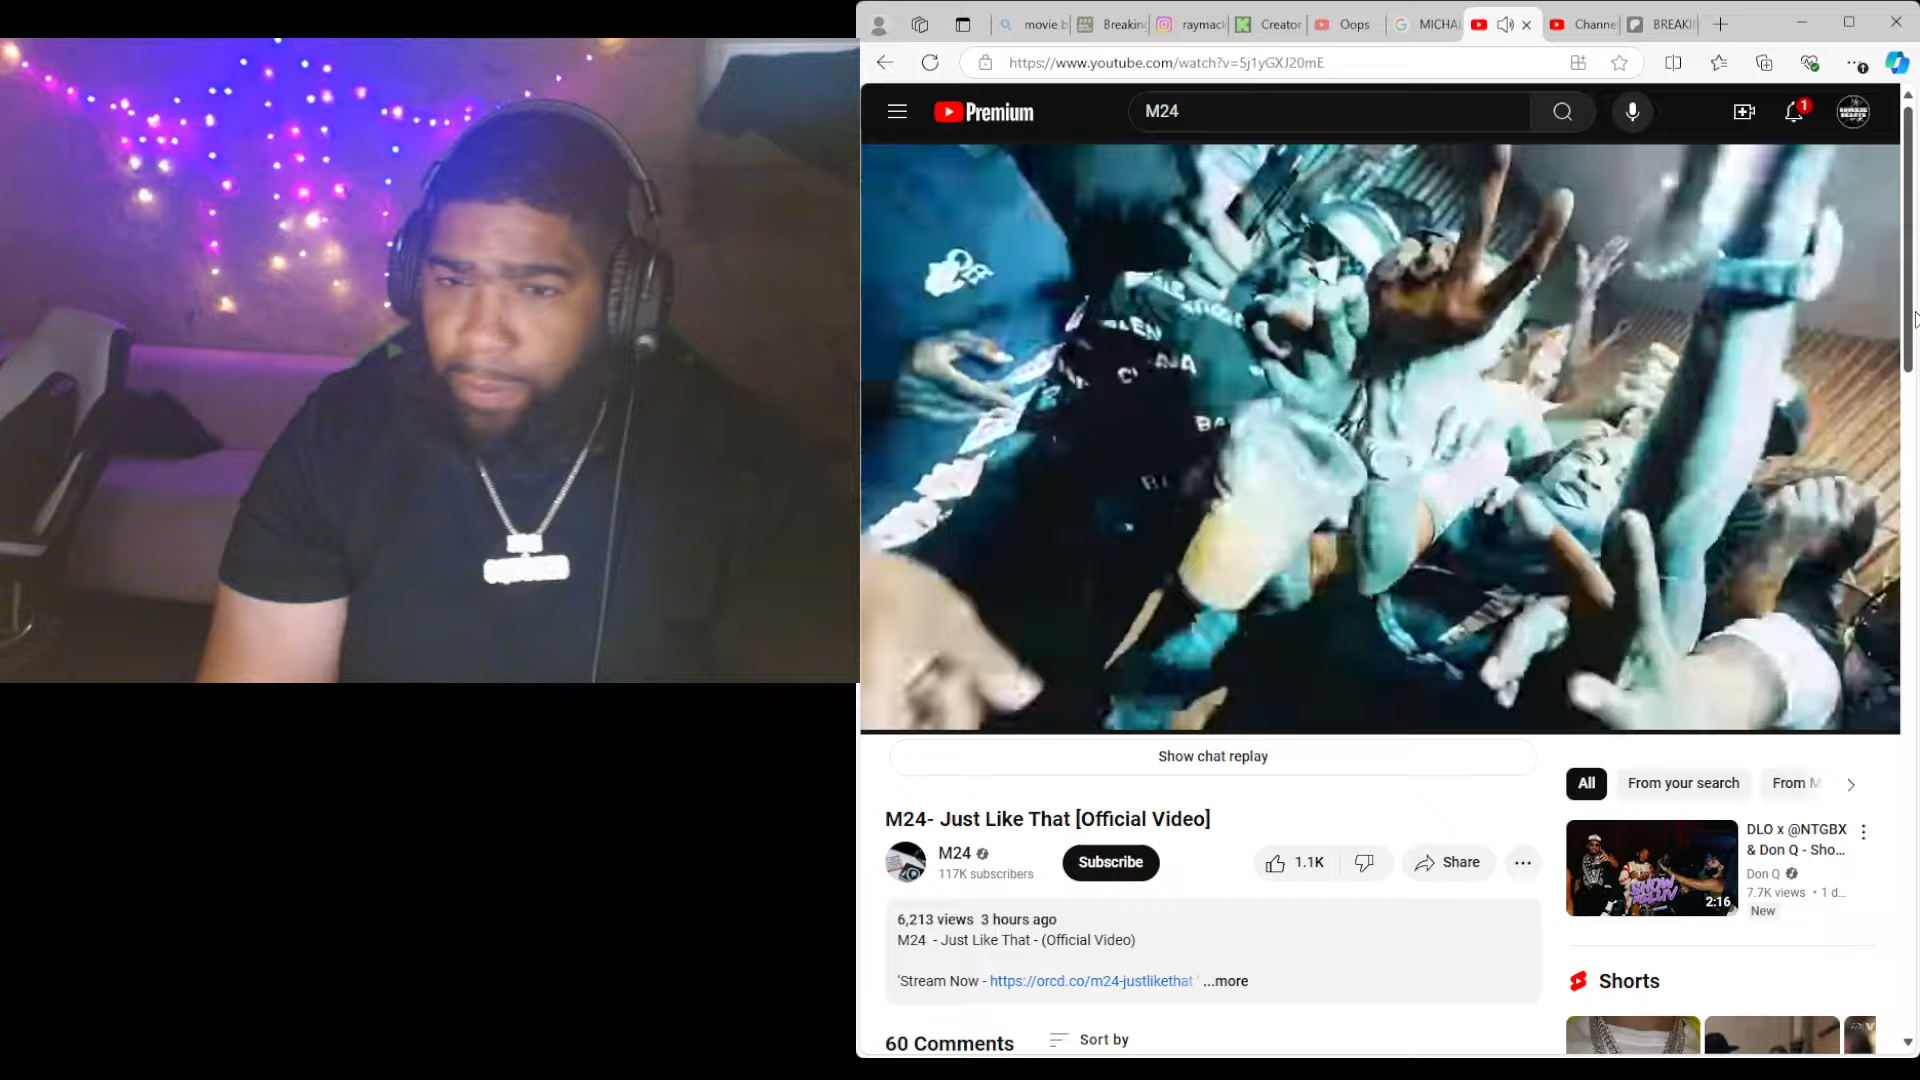 movie b
Breaking
raymac
Creator
Oops
MICHA
Channe
BREAKI
https://www.youtube.com/watch?v=5j1yGXJ20mE
Premium
M24
1
Show chat replay
M24- Just Like That [Official Video]
M24
117K subscribers
Subscribe
1.1K
Share
6,213 views 3 hours ago
M24 - Just Like That - (Official Video)
'Stream Now - https://orcd.co/m24-justlikethat ' ...more
60 Comments
Sort by
All
From your search
From M
DLO x @NTGBX
& Don Q - Sho...
Don Q
7.7K views • 1 d...
New
2:16
Shorts